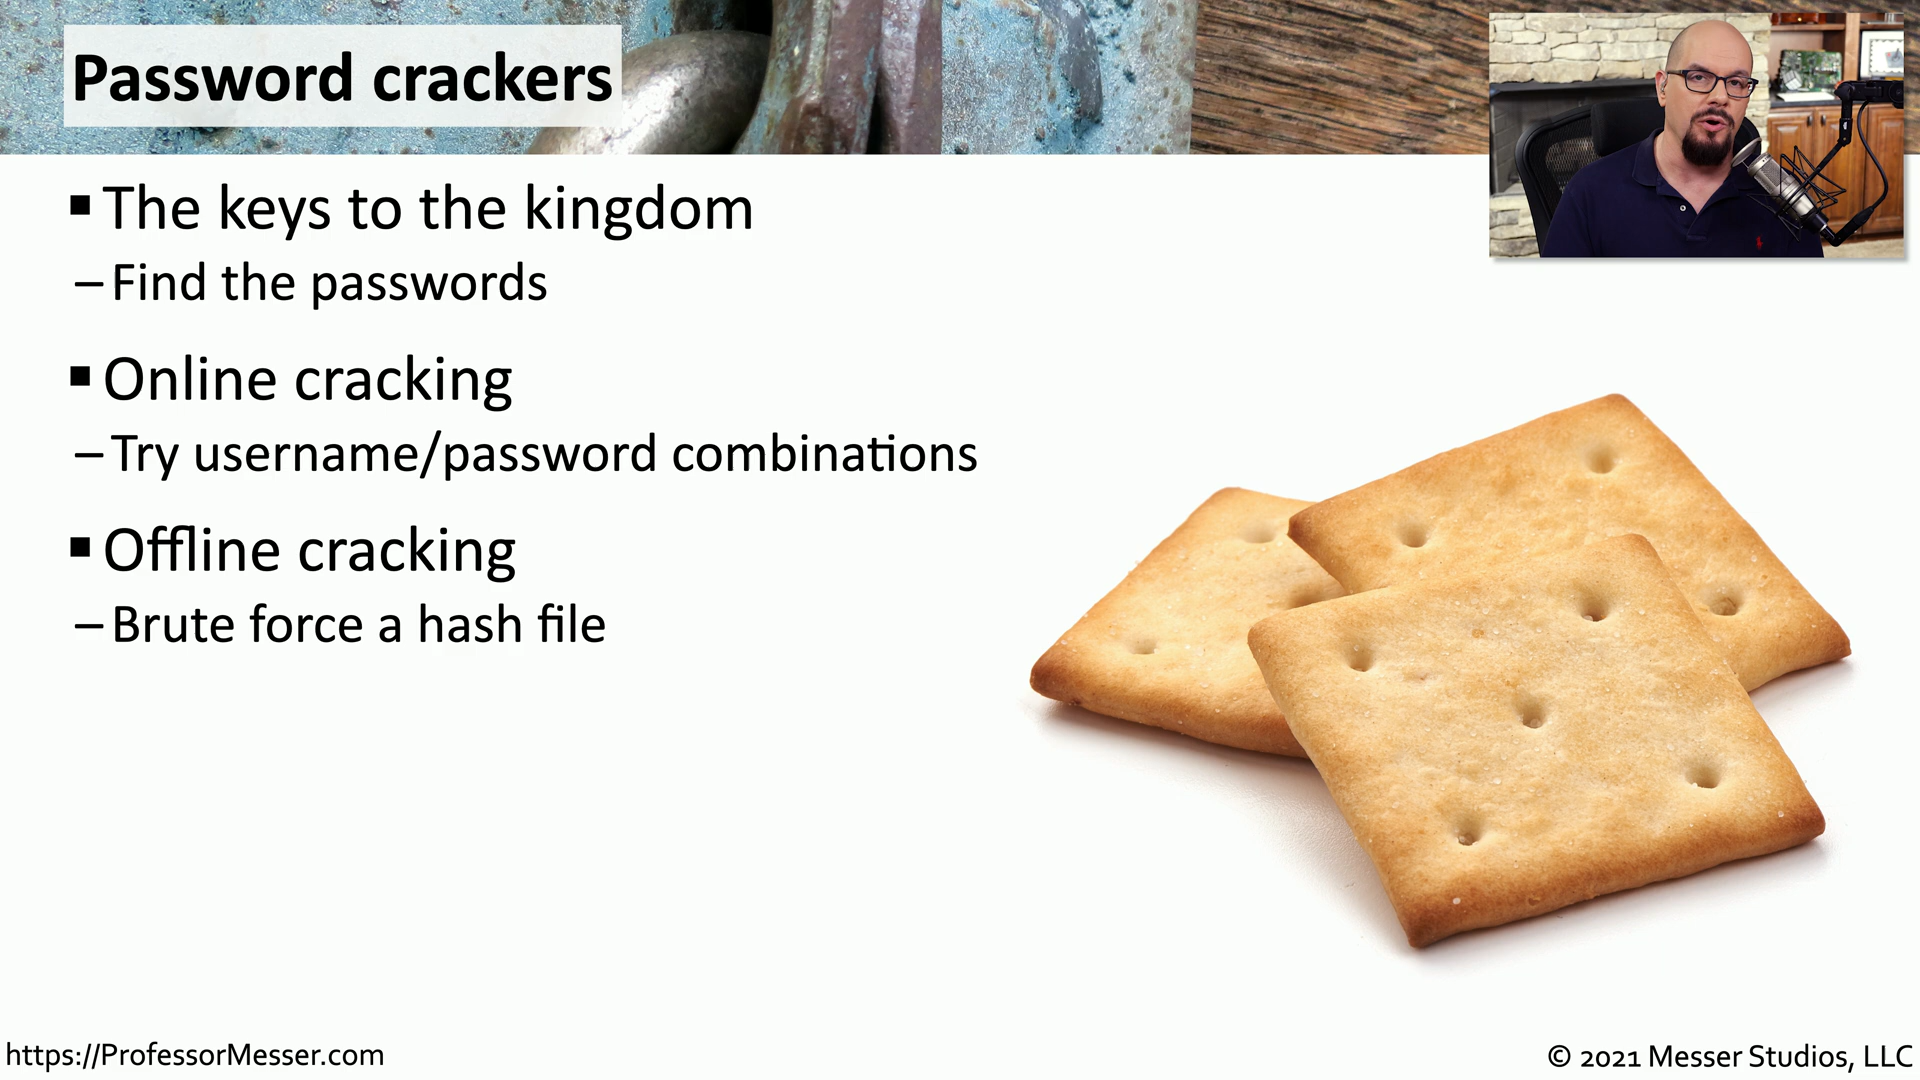 Password crackers
▪ The keys to the kingdom
– Find the passwords
▪ Online cracking
– Try username/password combinations
▪ Offline cracking
– Brute force a hash file
https://ProfessorMesser.com
© 2021 Messer Studios, LLC